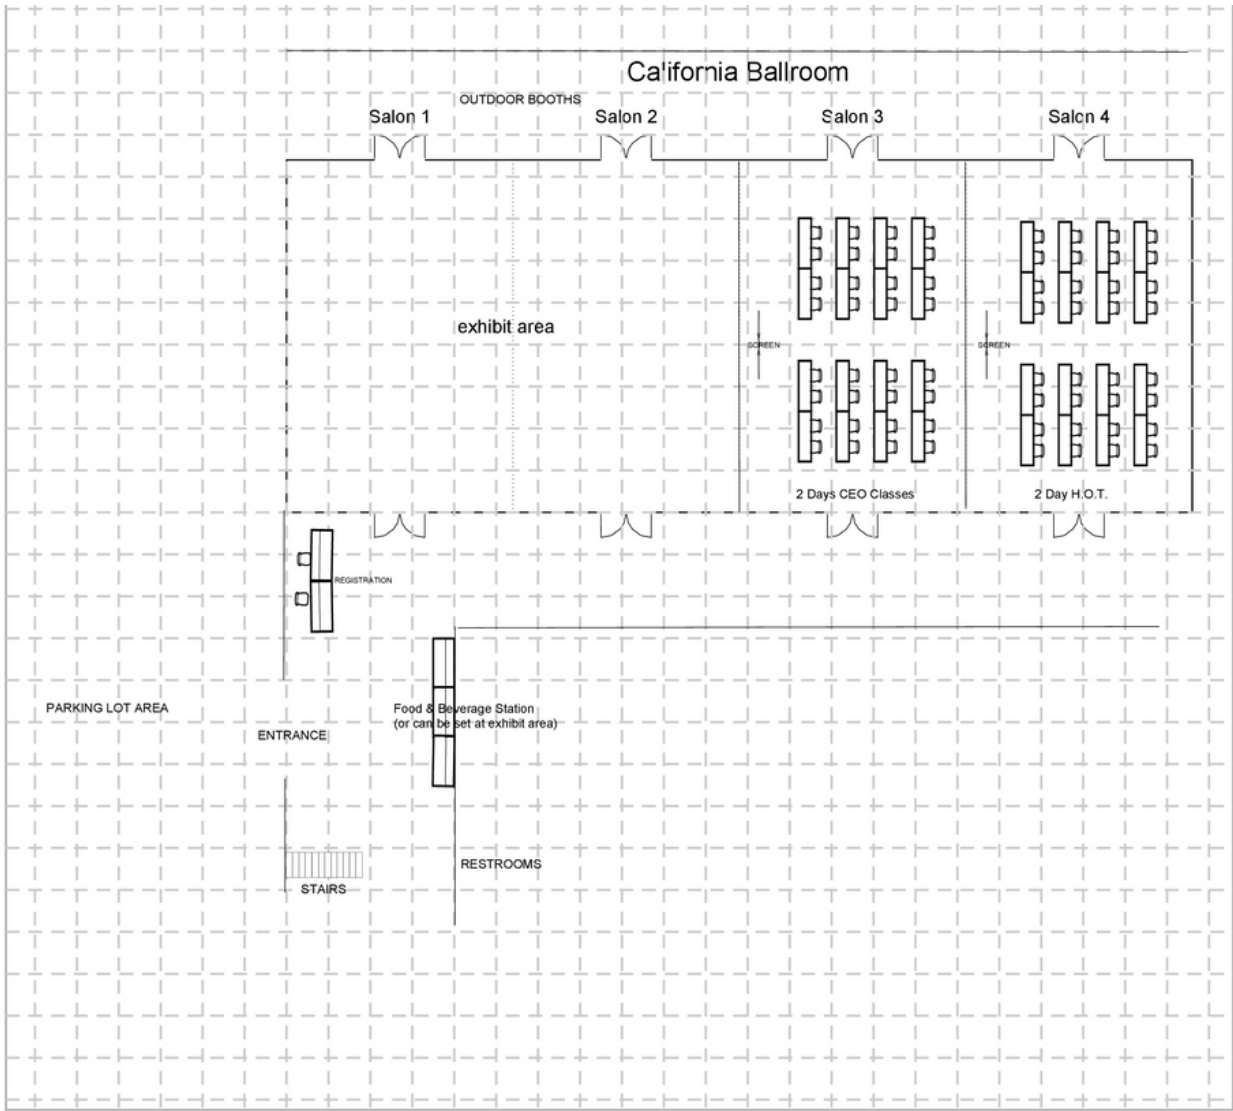 California Ballroom
OUTDOOR BOOTHS
Salon 1
Salon 2
Salon 3
Salon 4
exhibit area
SCREEN
SCREEN
2 Days CEO Classes
2 Day H.O.T.
REGISTRATION
PARKING LOT AREA
Food & Beverage Station
(or can be set at exhibit area)
ENTRANCE
RESTROOMS
STAIRS